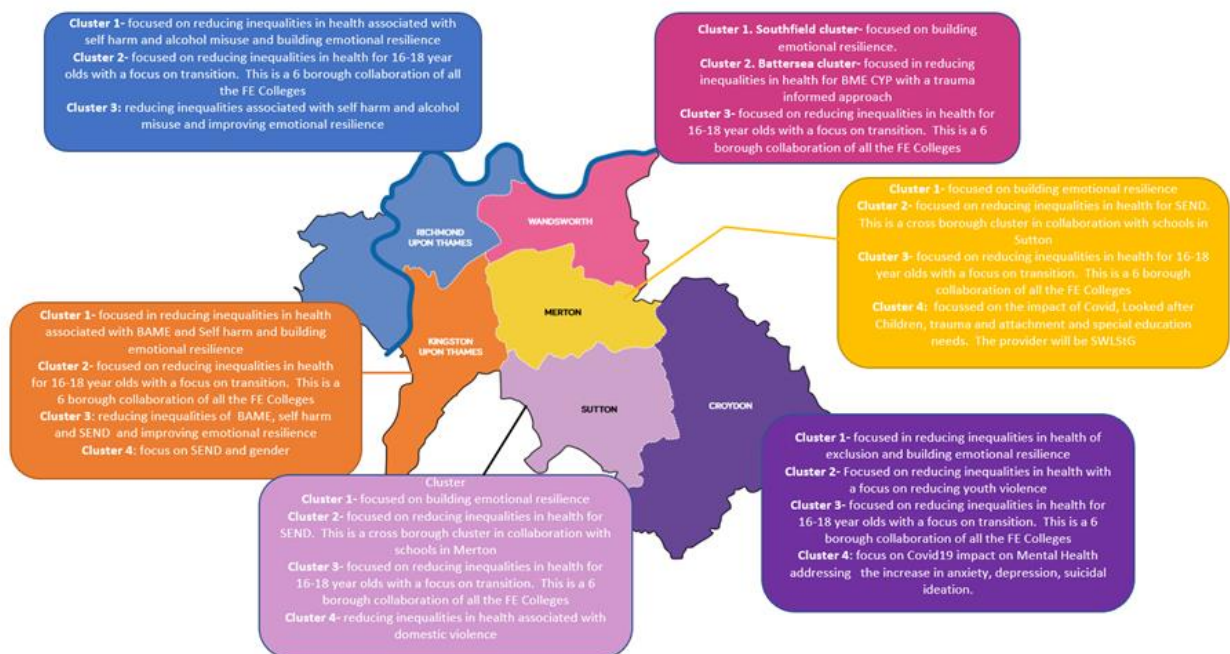 Cluster 1- focused on reducing inequalities in health associated with
self harm and alcohol misuse and building emotional resilience
Cluster 2- focused on reducing inequalities in health for 16-18 year
olds with a focus on transition. This is a 6 borough collaboration of all
the FE Colleges
Cluster 3: reducing inequalities associated with self harm and alcohol
misuse and improving emotional resilience
Cluster 1. Southfield cluster- focused on building
emotional resilience.
Cluster 2. Battersea cluster- focused in reducing
inequalities in health for BME CYP with a trauma
informed approach
Cluster 3- focused on reducing inequalities in health for
16-18 year olds with a focus on transition. This is a 6
borough collaboration of all the FE Colleges
Cluster 1- focused on building emotional resilience
Cluster 2- focused on reducing inequalities in health for SEND.
This is a cross borough cluster in collaboration with schools in
Sutton
Cluster 3- focused on reducing inequalities in health for 16-18
year olds with a focus on transition. This is a 6 borough
collaboration of all the FE Colleges
Cluster 4: focussed on the impact of Covid, Looked after
Children, trauma and attachment and special education
needs. The provider will be SWLStG
RICHMOND
UPON THAMES
WANDSWORTH
MERTON
KINGSTON
UPON THAMES
SUTTON
CROYDON
Cluster 1- focused in reducing inequalities in health
associated with BAME and Self harm and building
emotional resilience
Cluster 2- focused on reducing inequalities in health
for 16-18 year olds with a focus on transition. This is a
6 borough collaboration of all the FE Colleges
Cluster 3: reducing inequalities of BAME, self harm
and SEND and improving emotional resilience
Cluster 4: focus on SEND and gender
Cluster
Cluster 1- focused on building emotional resilience
Cluster 2- focused on reducing inequalities in health for
SEND. This is a cross borough cluster in collaboration with
schools in Merton
Cluster 3- focused on reducing inequalities in health for
16-18 year olds with a focus on transition. This is a 6
borough collaboration of all the FE Colleges
Cluster 4- reducing inequalities in health associated with
domestic violence
Cluster 1- focused in reducing inequalities in health of
exclusion and building emotional resilience
Cluster 2- Focused on reducing inequalities in health with
a focus on reducing youth violence
Cluster 3- focused on reducing inequalities in health for
16-18 year olds with a focus on transition. This is a 6
borough collaboration of all the FE Colleges
Cluster 4: focus on Covid19 impact on Mental Health
addressing the increase in anxiety, depression, suicidal
ideation.